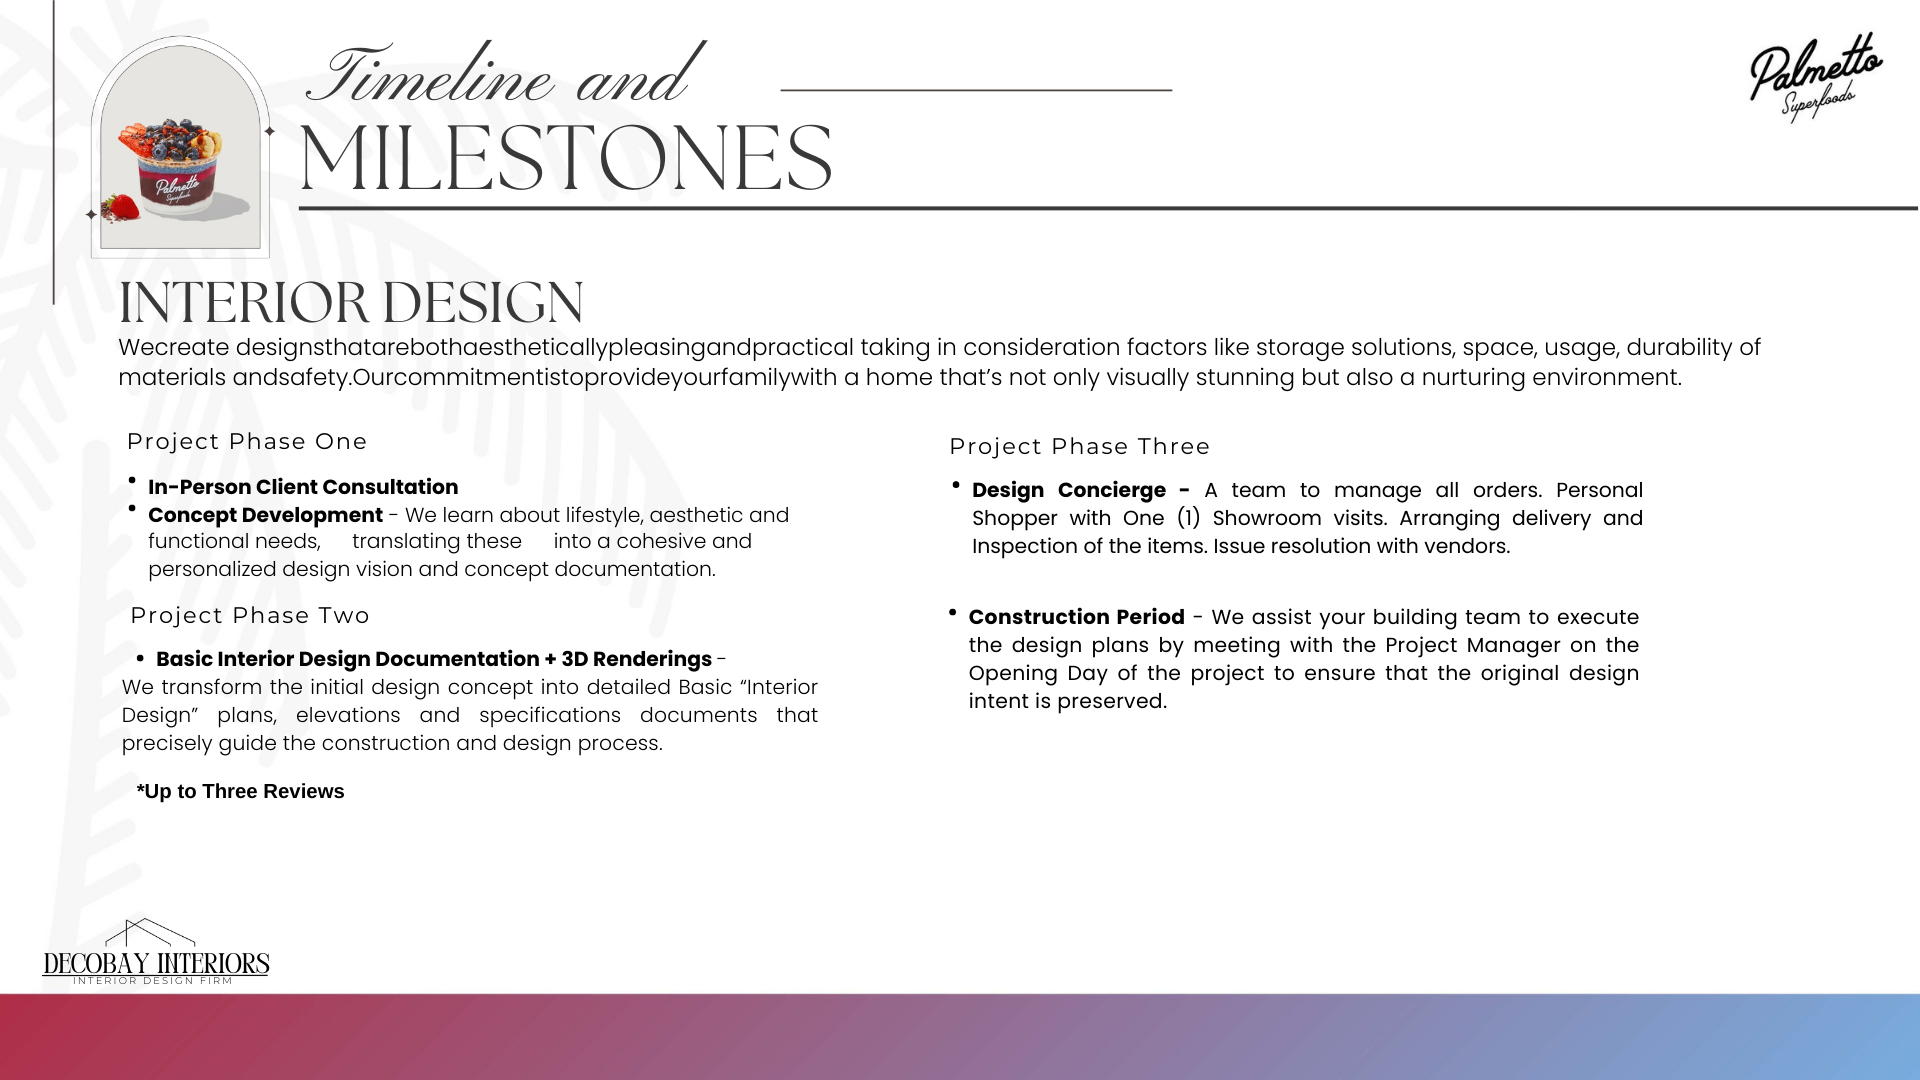 Timeline and
MILESTONES
Palmetto
Superfoods
Palmetto
Superfoods
INTERIOR DESIGN
Wecreate designsthatarebothaestheticallypleasingandpractical taking in consideration factors like storage solutions, space, usage, durability of
materials andsafety.Ourcommitmentistoprovideyourfamilywith a home that’s not only visually stunning but also a nurturing environment.
Project Phase One
• In-Person Client Consultation
• Concept Development - We learn about lifestyle, aesthetic and
functional needs, translating these into a cohesive and
personalized design vision and concept documentation.
Project Phase Two
• Basic Interior Design Documentation + 3D Renderings -
We transform the initial design concept into detailed Basic “Interior
Design” plans, elevations and specifications documents that
precisely guide the construction and design process.
*Up to Three Reviews
Project Phase Three
• Design Concierge - A team to manage all orders. Personal
Shopper with One (1) Showroom visits. Arranging delivery and
Inspection of the items. Issue resolution with vendors.
• Construction Period - We assist your building team to execute
the design plans by meeting with the Project Manager on the
Opening Day of the project to ensure that the original design
intent is preserved.
DECOBAY INTERIORS
INTERIOR DESIGN FIRM